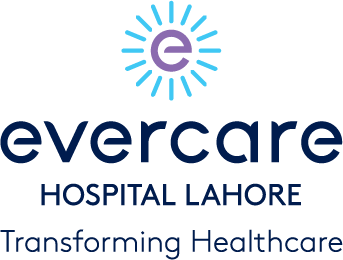 e
evercare
HOSPITAL LAHORE
Transforming Healthcare